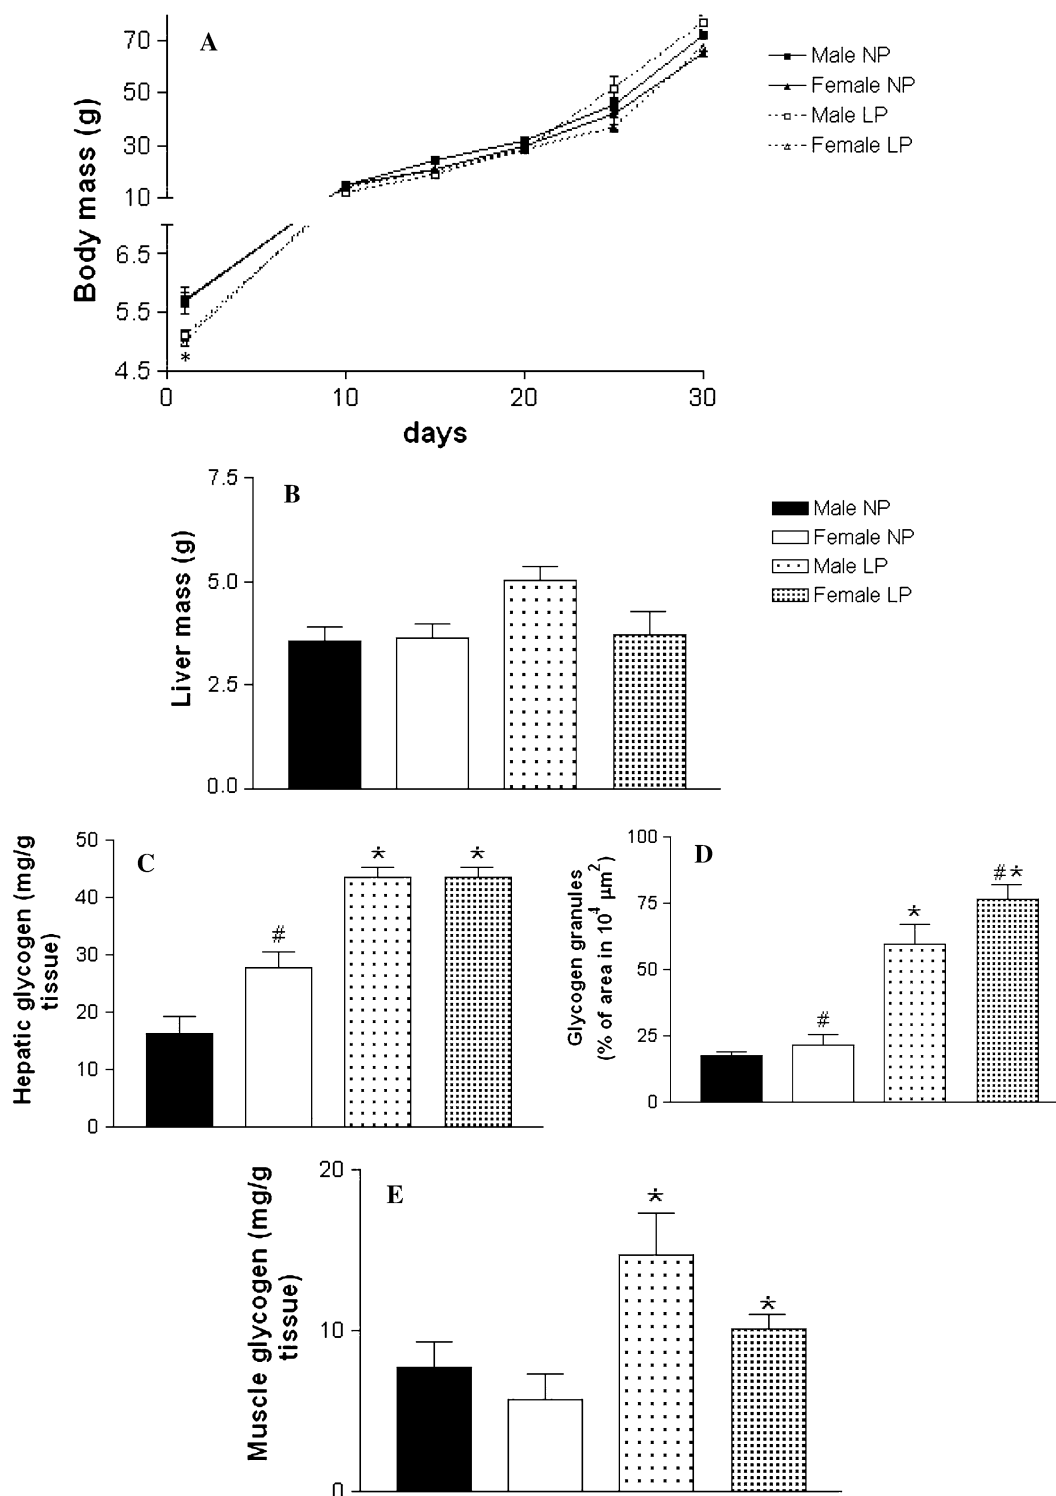 A
Body mass (g)
70
50
30
10
6.5
5.5
4.5
*
0
10
20
30
days
Male NP
Female NP
Male LP
Female LP
B
Liver mass (g)
7.5
5.0
2.5
0.0
Male NP
Female NP
Male LP
Female LP
C
Hepatic glycogen (mg/g
tissue)
50
40
30
20
10
0
#
*
*
D
Glycogen granules
(% of area in 10⁴ µm²)
100
75
50
25
0
#
*
#*
E
Muscle glycogen (mg/g
tissue)
20
10
0
*
*